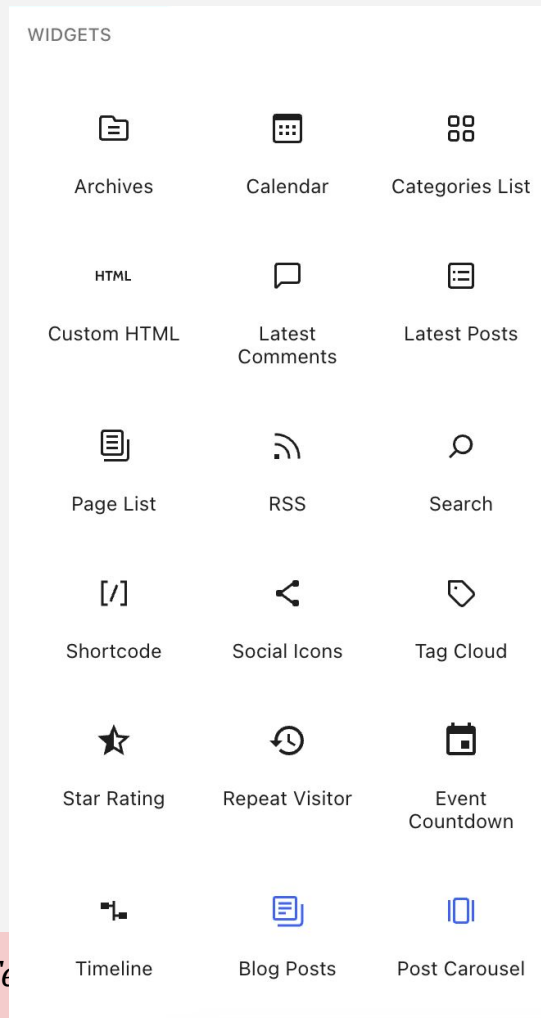 WIDGETS
Archives
Calendar
Categories List
HTML
Custom HTML
Latest
Comments
Latest Posts
Page List
RSS
Search
[/]
Shortcode
Social Icons
Tag Cloud
Star Rating
Repeat Visitor
Event
Countdown
Timeline
Blog Posts
Post Carousel